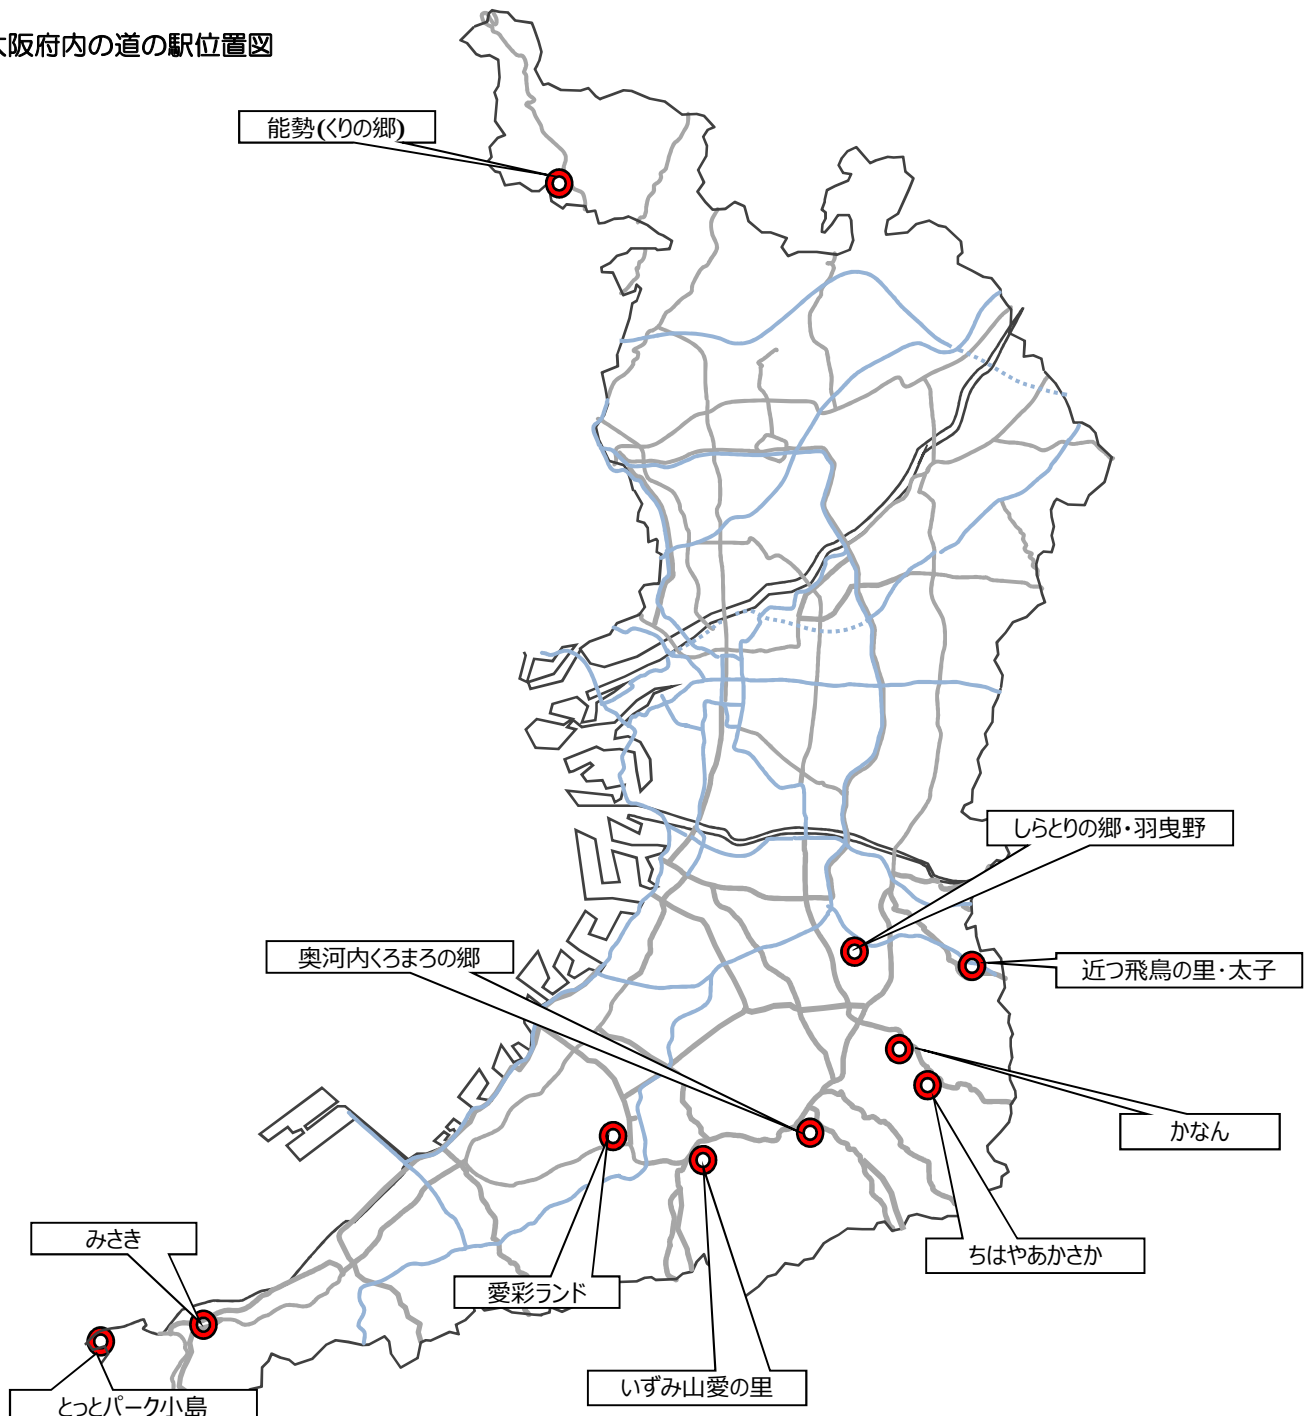 大阪府内の道の駅位置図
能勢(くりの郷)
しらとりの郷・羽曳野
奥河内くろまろの郷
近つ飛鳥の里・太子
かなん
みさき
ちはやあかさか
愛彩ランド
いずみ山愛の里
とっとパーク小島